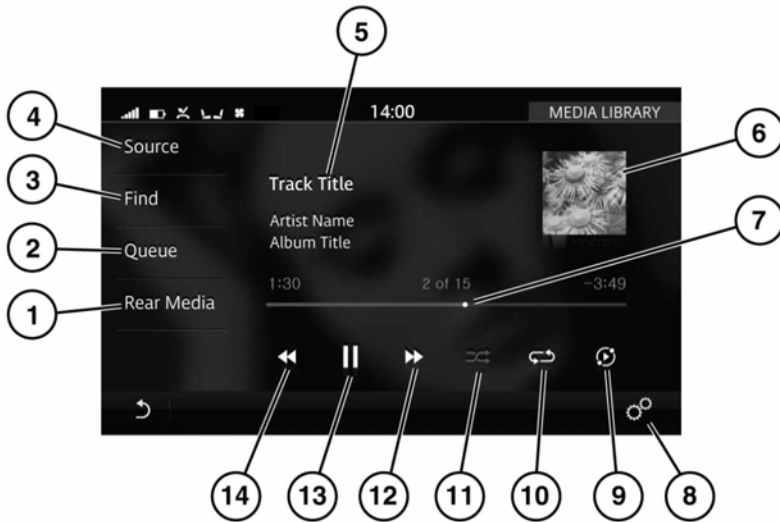 5
14:00 MEDIA LIBRARY
4
Source
6
3
Find
Track Title
2
Queue
Artist Name
Album Title
7
1
Rear Media
1:30 2 of 15 -3:49
14 13 12 11 10 9 8